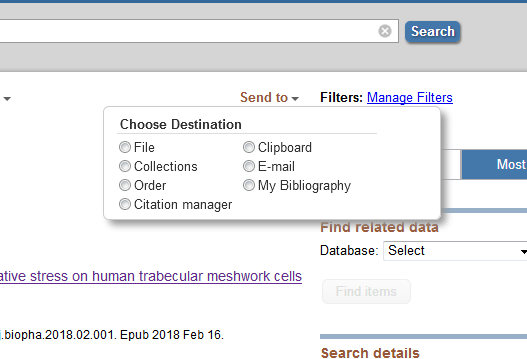 Search
Send to
Filters: Manage Filters
Choose Destination
File
Clipboard
Collections
E-mail
Order
My Bibliography
Citation manager
Most
Find related data
Database: Select
ative stress on human trabecular meshwork cells
Find items
.biopha.2018.02.001. Epub 2018 Feb 16.
Search details